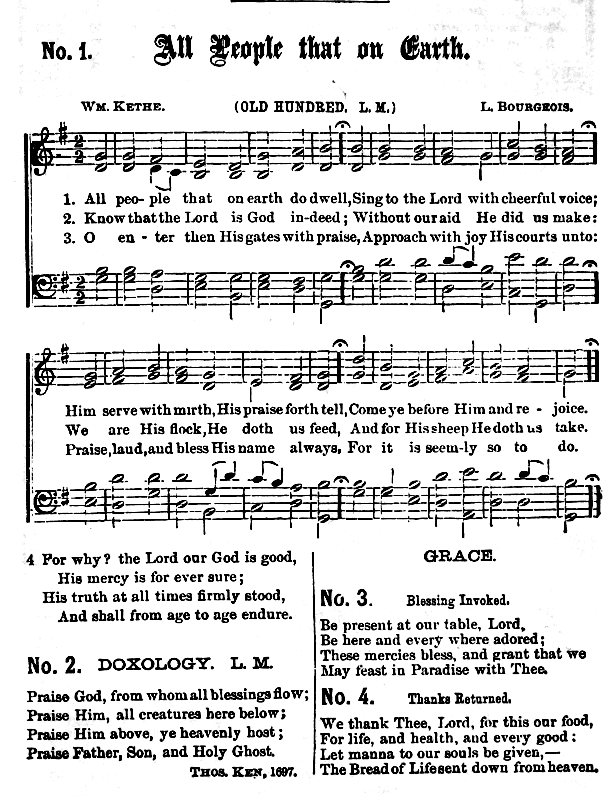 No. 1. All People that on Earth.
WM. KETHE. (OLD HUNDRED, L. M.) L. BOURGEOIS.
1. All peo- ple that on earth do dwell, Sing to the Lord with cheerful voice;
2. Know that the Lord is God in-deed; Without our aid He did us make:
3. O en - ter then His gates with praise, Approach with joy His courts unto:
Him serve with mirth, His praise forth tell, Come ye before Him and re - joice.
We are His flock, He doth us feed, And for His sheep He doth us take.
Praise, laud, and bless His name always, For it is seem-ly so to do.
4 For why? the Lord our God is good,
His mercy is for ever sure;
His truth at all times firmly stood,
And shall from age to age endure.
No. 2. DOXOLOGY. L. M.
Praise God, from whom all blessings flow;
Praise Him, all creatures here below;
Praise Him above, ye heavenly host;
Praise Father, Son, and Holy Ghost.
THOS. KEN, 1697.
GRACE.
No. 3. Blessing Invoked.
Be present at our table, Lord,
Be here and every where adored;
These mercies bless, and grant that we
May feast in Paradise with Thee.
No. 4. Thanks Returned.
We thank Thee, Lord, for this our food,
For life, and health, and every good:
Let manna to our souls be given,—
The Bread of Life sent down from heaven.